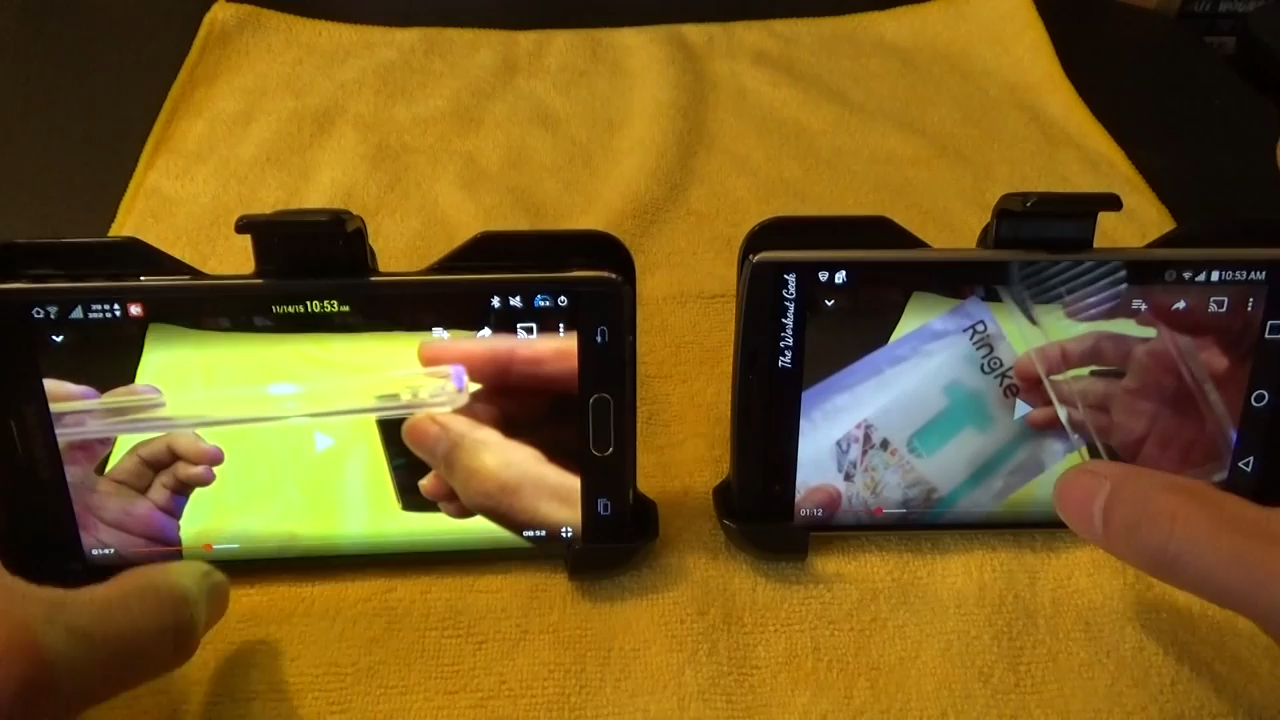 11/14/15 10:53 AM
01:47
08:52
The Workout Geek
10:53 AM
Ringke
01:12